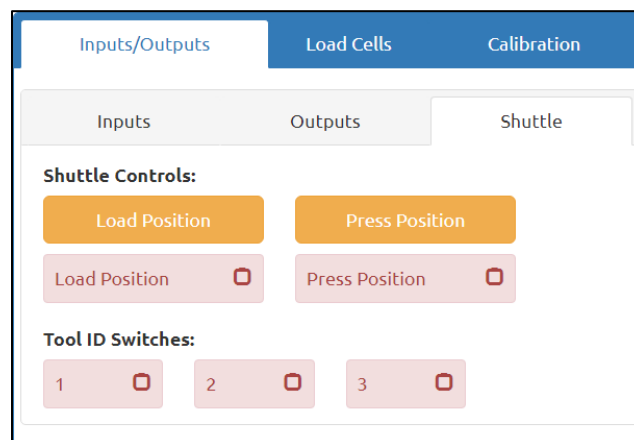 Inputs/Outputs Load Cells Calibration
Inputs Outputs Shuttle
Shuttle Controls:
Load Position Press Position
Load Position Press Position
Tool ID Switches:
1 2 3